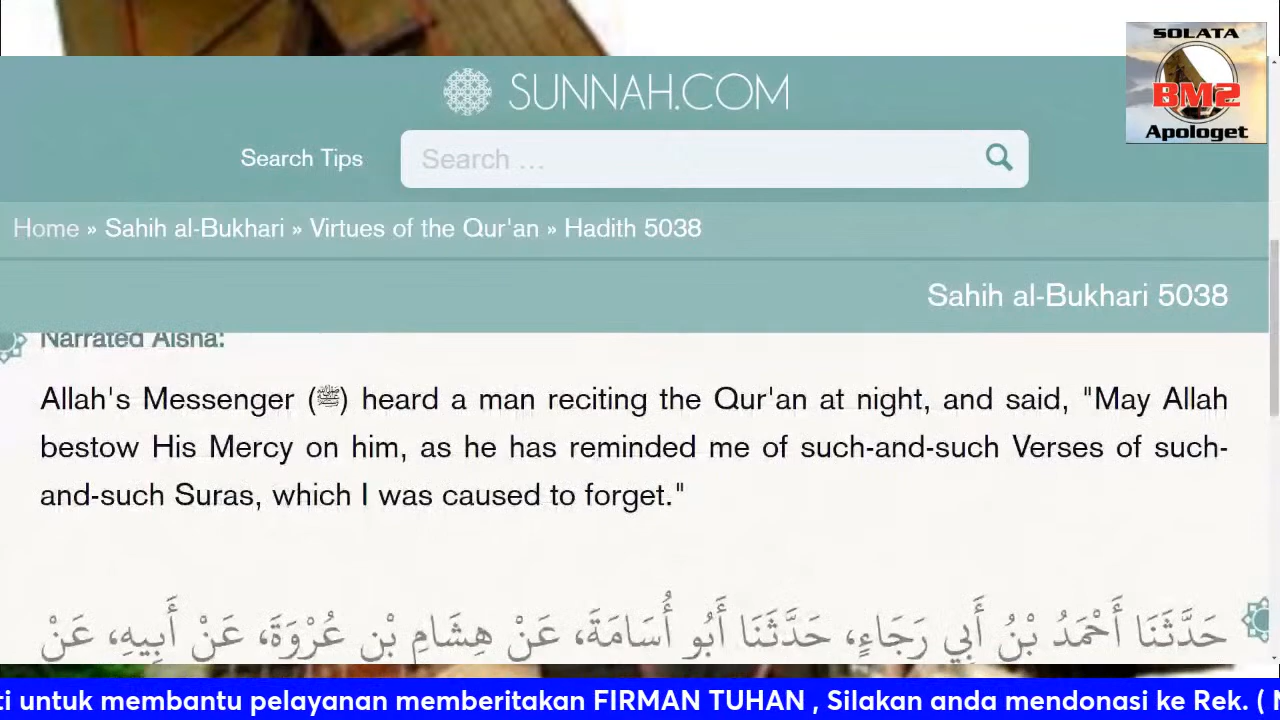 SOLATA
BM2
Apologet
SUNNAH.COM
Search Tips
Search ...
Home » Sahih al-Bukhari » Virtues of the Qur'an » Hadith 5038
Sahih al-Bukhari 5038
Narrated Aisha:
Allah's Messenger (ﷺ) heard a man reciting the Qur'an at night, and said, "May Allah
bestow His Mercy on him, as he has reminded me of such-and-such Verses of such-
and-such Suras, which I was caused to forget."
حَدَّثَنَا أَحْمَدُ بْنُ أَبِي رَجَاءٍ، حَدَّثَنَا أَبُو أُسَامَةَ، عَنْ هِشَامِ بْنِ عُرْوَةَ، عَنْ أَبِيهِ، عَنْ
ti untuk membantu pelayanan memberitakan FIRMAN TUHAN , Silakan anda mendonasi ke Rek. (